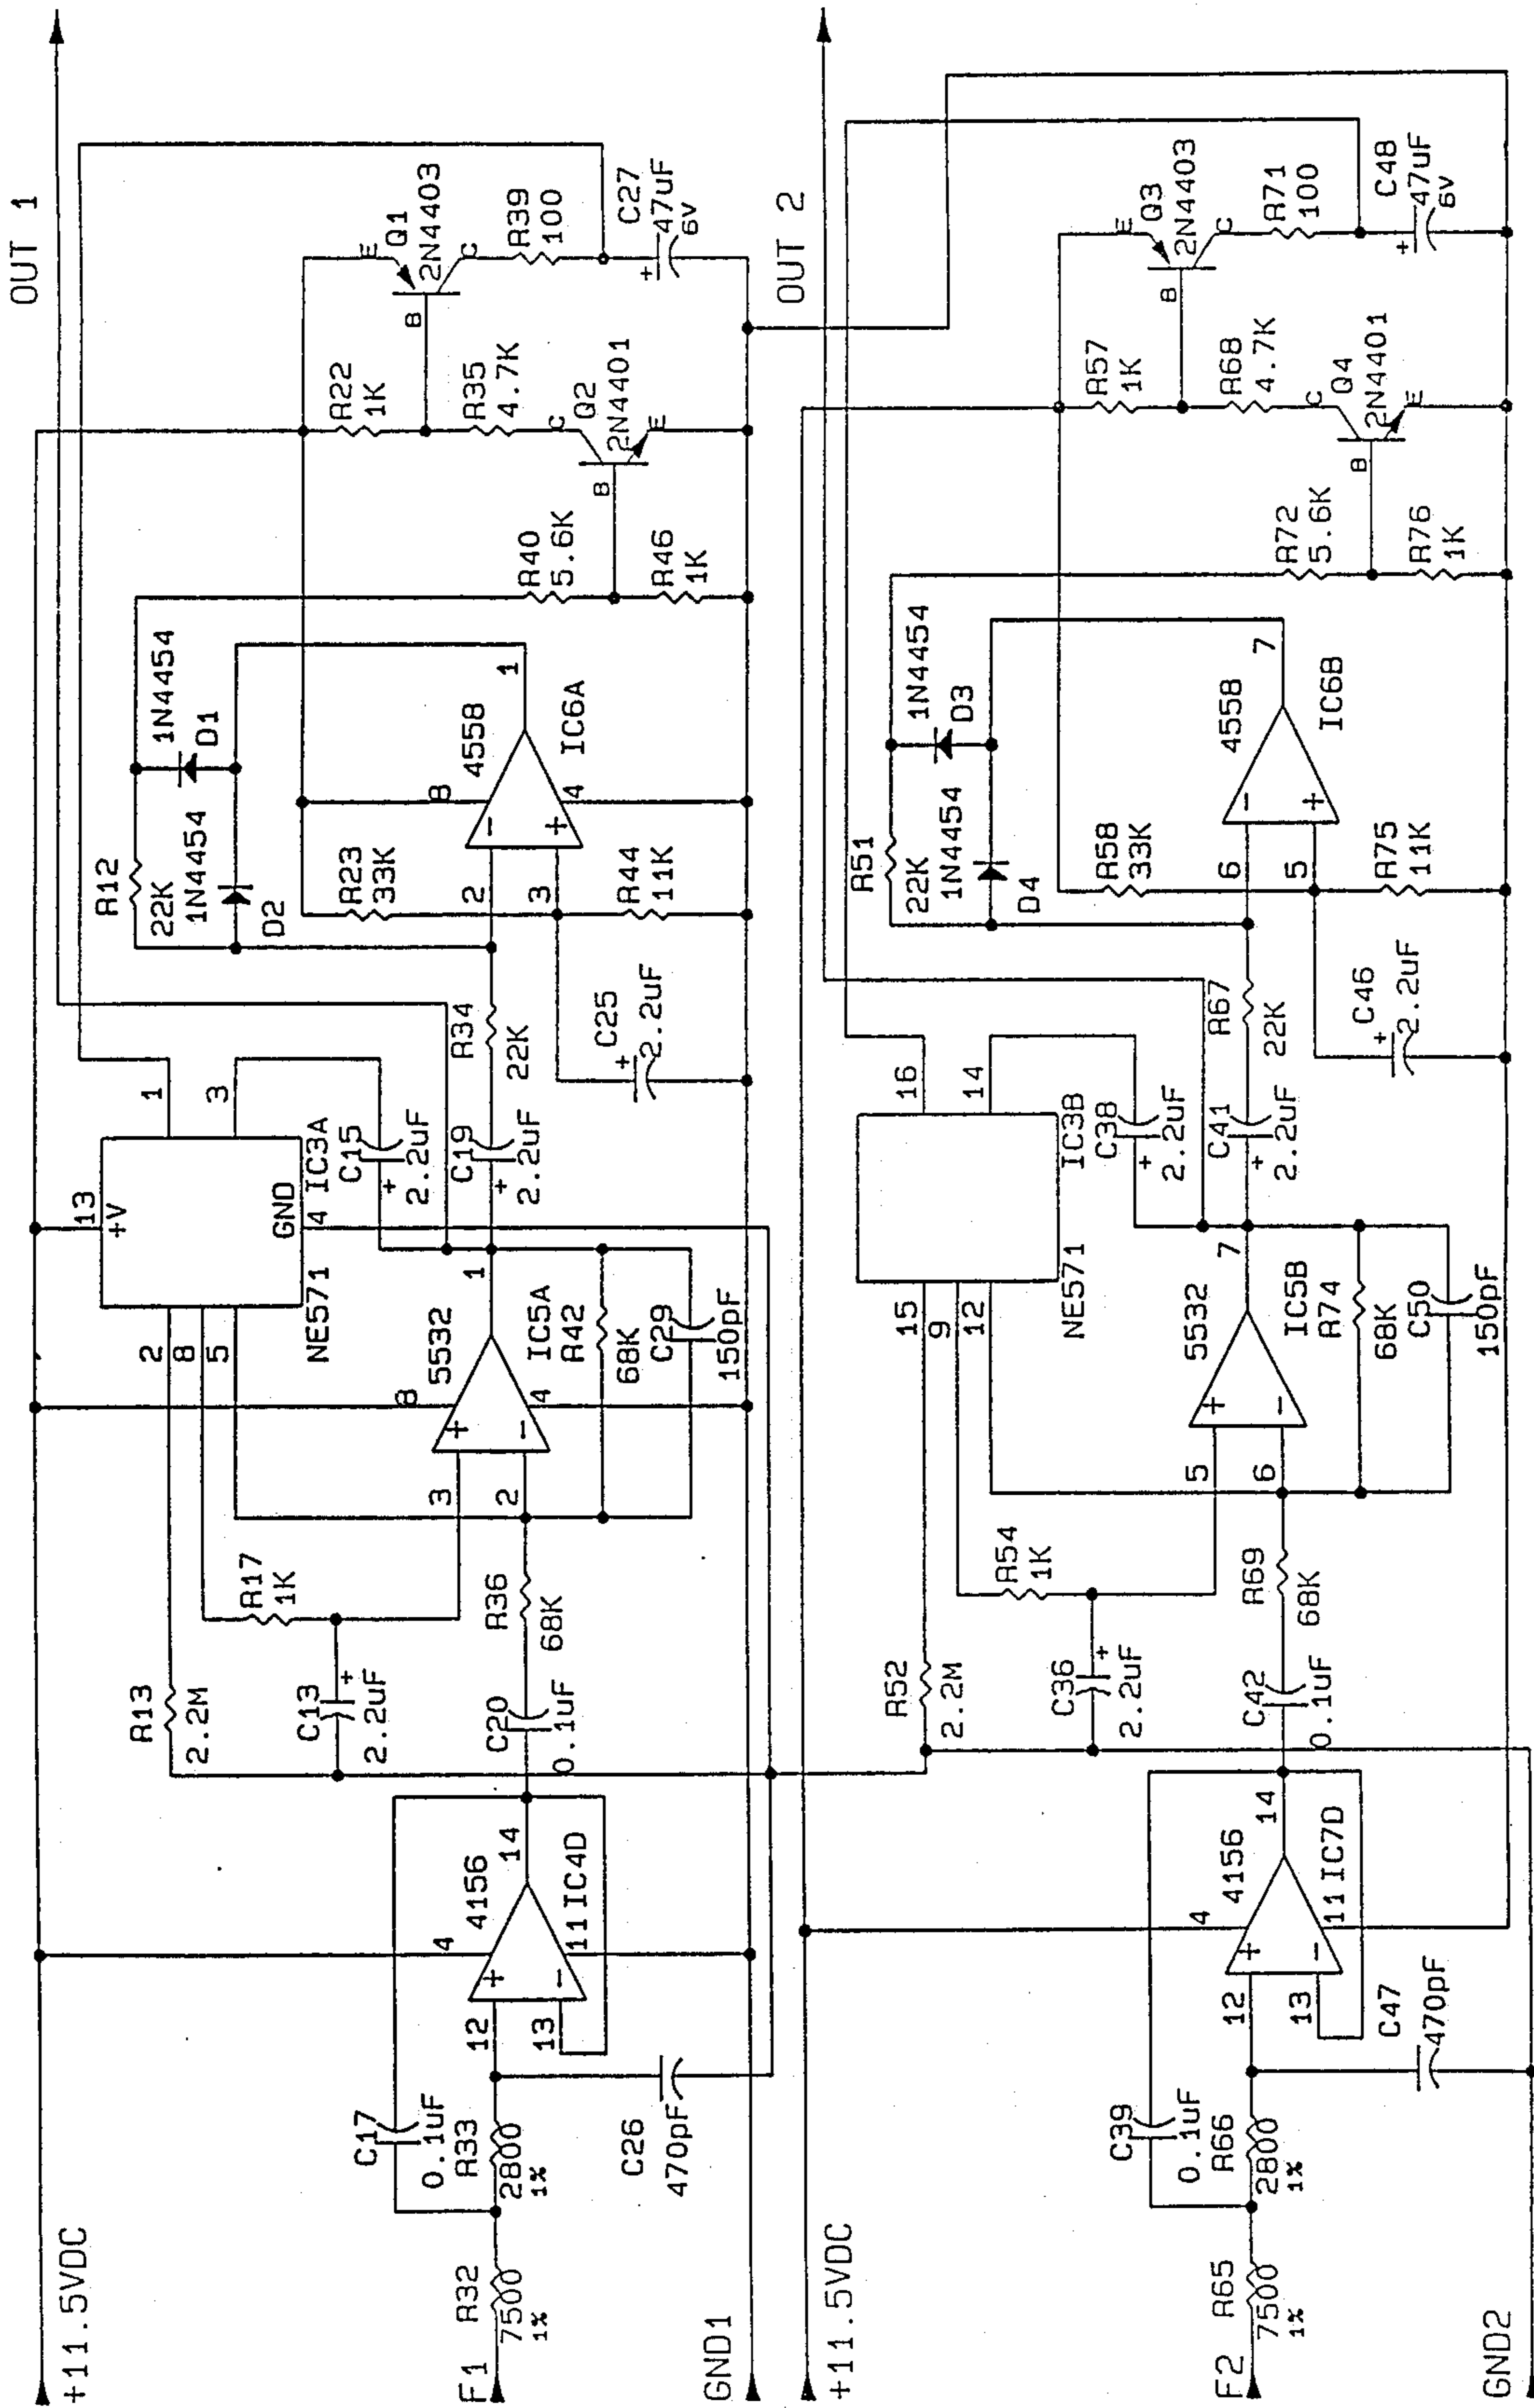 OUT 1
+11.5VDC
F1
R32
7500
1%
R33
2800
1%
C17
0.1uF
C26
470pF
GND1
12
13
4
4156
14
11
IC4D
R13
2.2M
C13
+
2.2uF
R17
1K
C20
0.1uF
R36
68K
3
2
8
5532
+
-
1
4
IC5A
R42
68K
C29
150pF
2
8
5
NE571
13
+V
GND
4
IC3A
1
3
C15
+
2.2uF
C19
+
2.2uF
R34
22K
C25
+
2.2uF
R12
22K
1N4454
D2
1N4454
D1
R23
33K
R44
11K
2
3
8
4558
-
+
4
1
IC6A
R40
5.6K
R46
1K
R22
1K
R35
4.7K
C
Q2
2N4401
B
E
E
Q1
2N4403
B
C
R39
100
C27
+
47uF
6V
OUT 2
+11.5VDC
F2
R65
7500
1%
R66
2800
1%
C39
0.1uF
C47
470pF
GND2
12
13
+
-
4
4156
14
11
IC7D
R52
2.2M
C36
+
2.2uF
R54
1K
C42
0.1uF
R69
68K
5
6
+
-
5532
7
IC5B
R74
68K
C50
150pF
15
9
12
NE571
IC3B
16
14
C38
+
2.2uF
C41
+
2.2uF
R67
22K
C46
+
2.2uF
R51
22K
1N4454
D4
1N4454
D3
R58
33K
R75
11K
6
5
-
+
4558
7
IC6B
R72
5.6K
R76
1K
R57
1K
R68
4.7K
C
Q4
2N4401
B
E
E
Q3
2N4403
B
C
R71
100
C48
+
47uF
6V